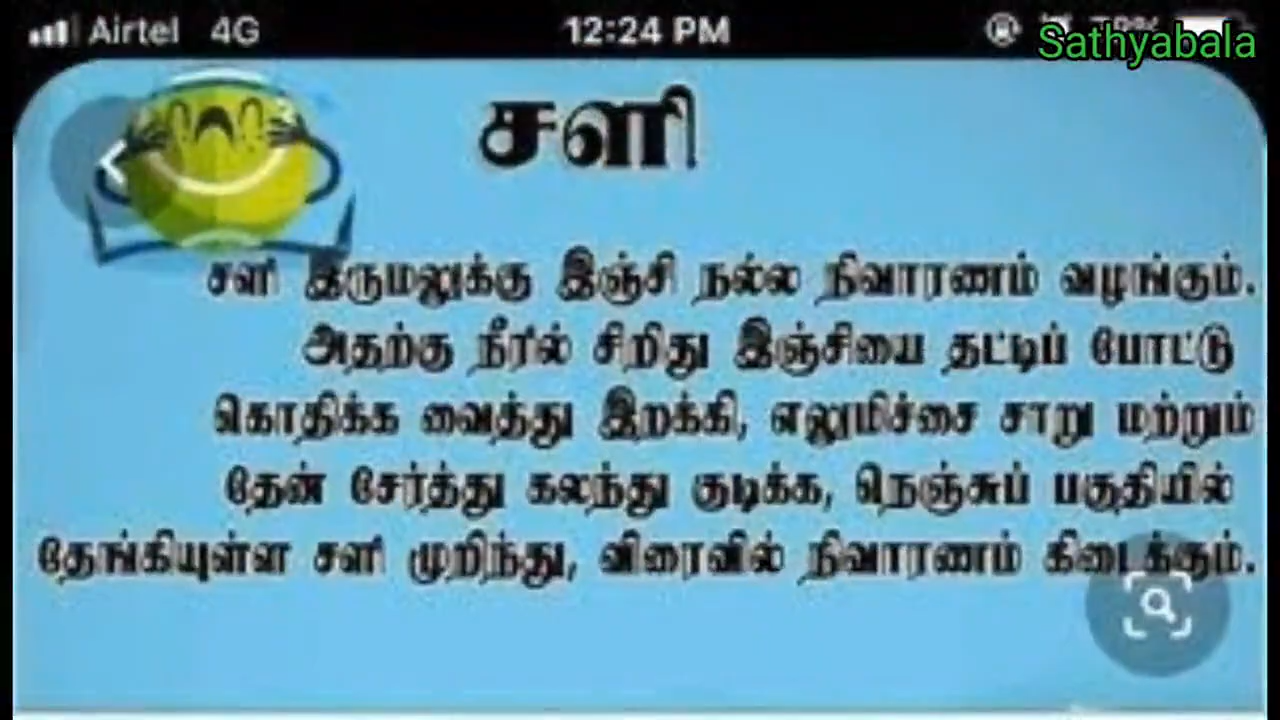 Airtel 4G 12:24 PM
Sathyabala
சளி
சளி இருமலுக்கு இஞ்சி நல்ல நிவாரணம் வழங்கும்.
அதற்கு நீரில் சிறிது இஞ்சியை தட்டிப் போட்டு
கொதிக்க வைத்து இறக்கி, எலுமிச்சை சாறு மற்றும்
தேன் சேர்த்து கலந்து குடிக்க, நெஞ்சுப் பகுதியில்
தேங்கியுள்ள சளி முறிந்து, விரைவில் நிவாரணம் கிடைக்கும்.